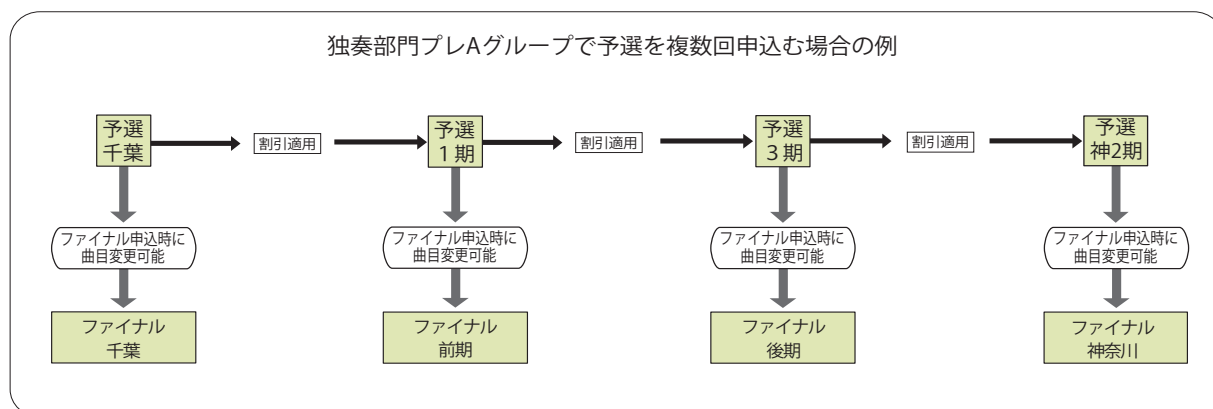 独奏部門プレAグループで予選を複数回申込む場合の例
予選
千葉
割引適用
予選
1期
割引適用
予選
3期
割引適用
予選
神2期
ファイナル申込時に
曲目変更可能
ファイナル申込時に
曲目変更可能
ファイナル申込時に
曲目変更可能
ファイナル申込時に
曲目変更可能
ファイナル
千葉
ファイナル
前期
ファイナル
後期
ファイナル
神奈川